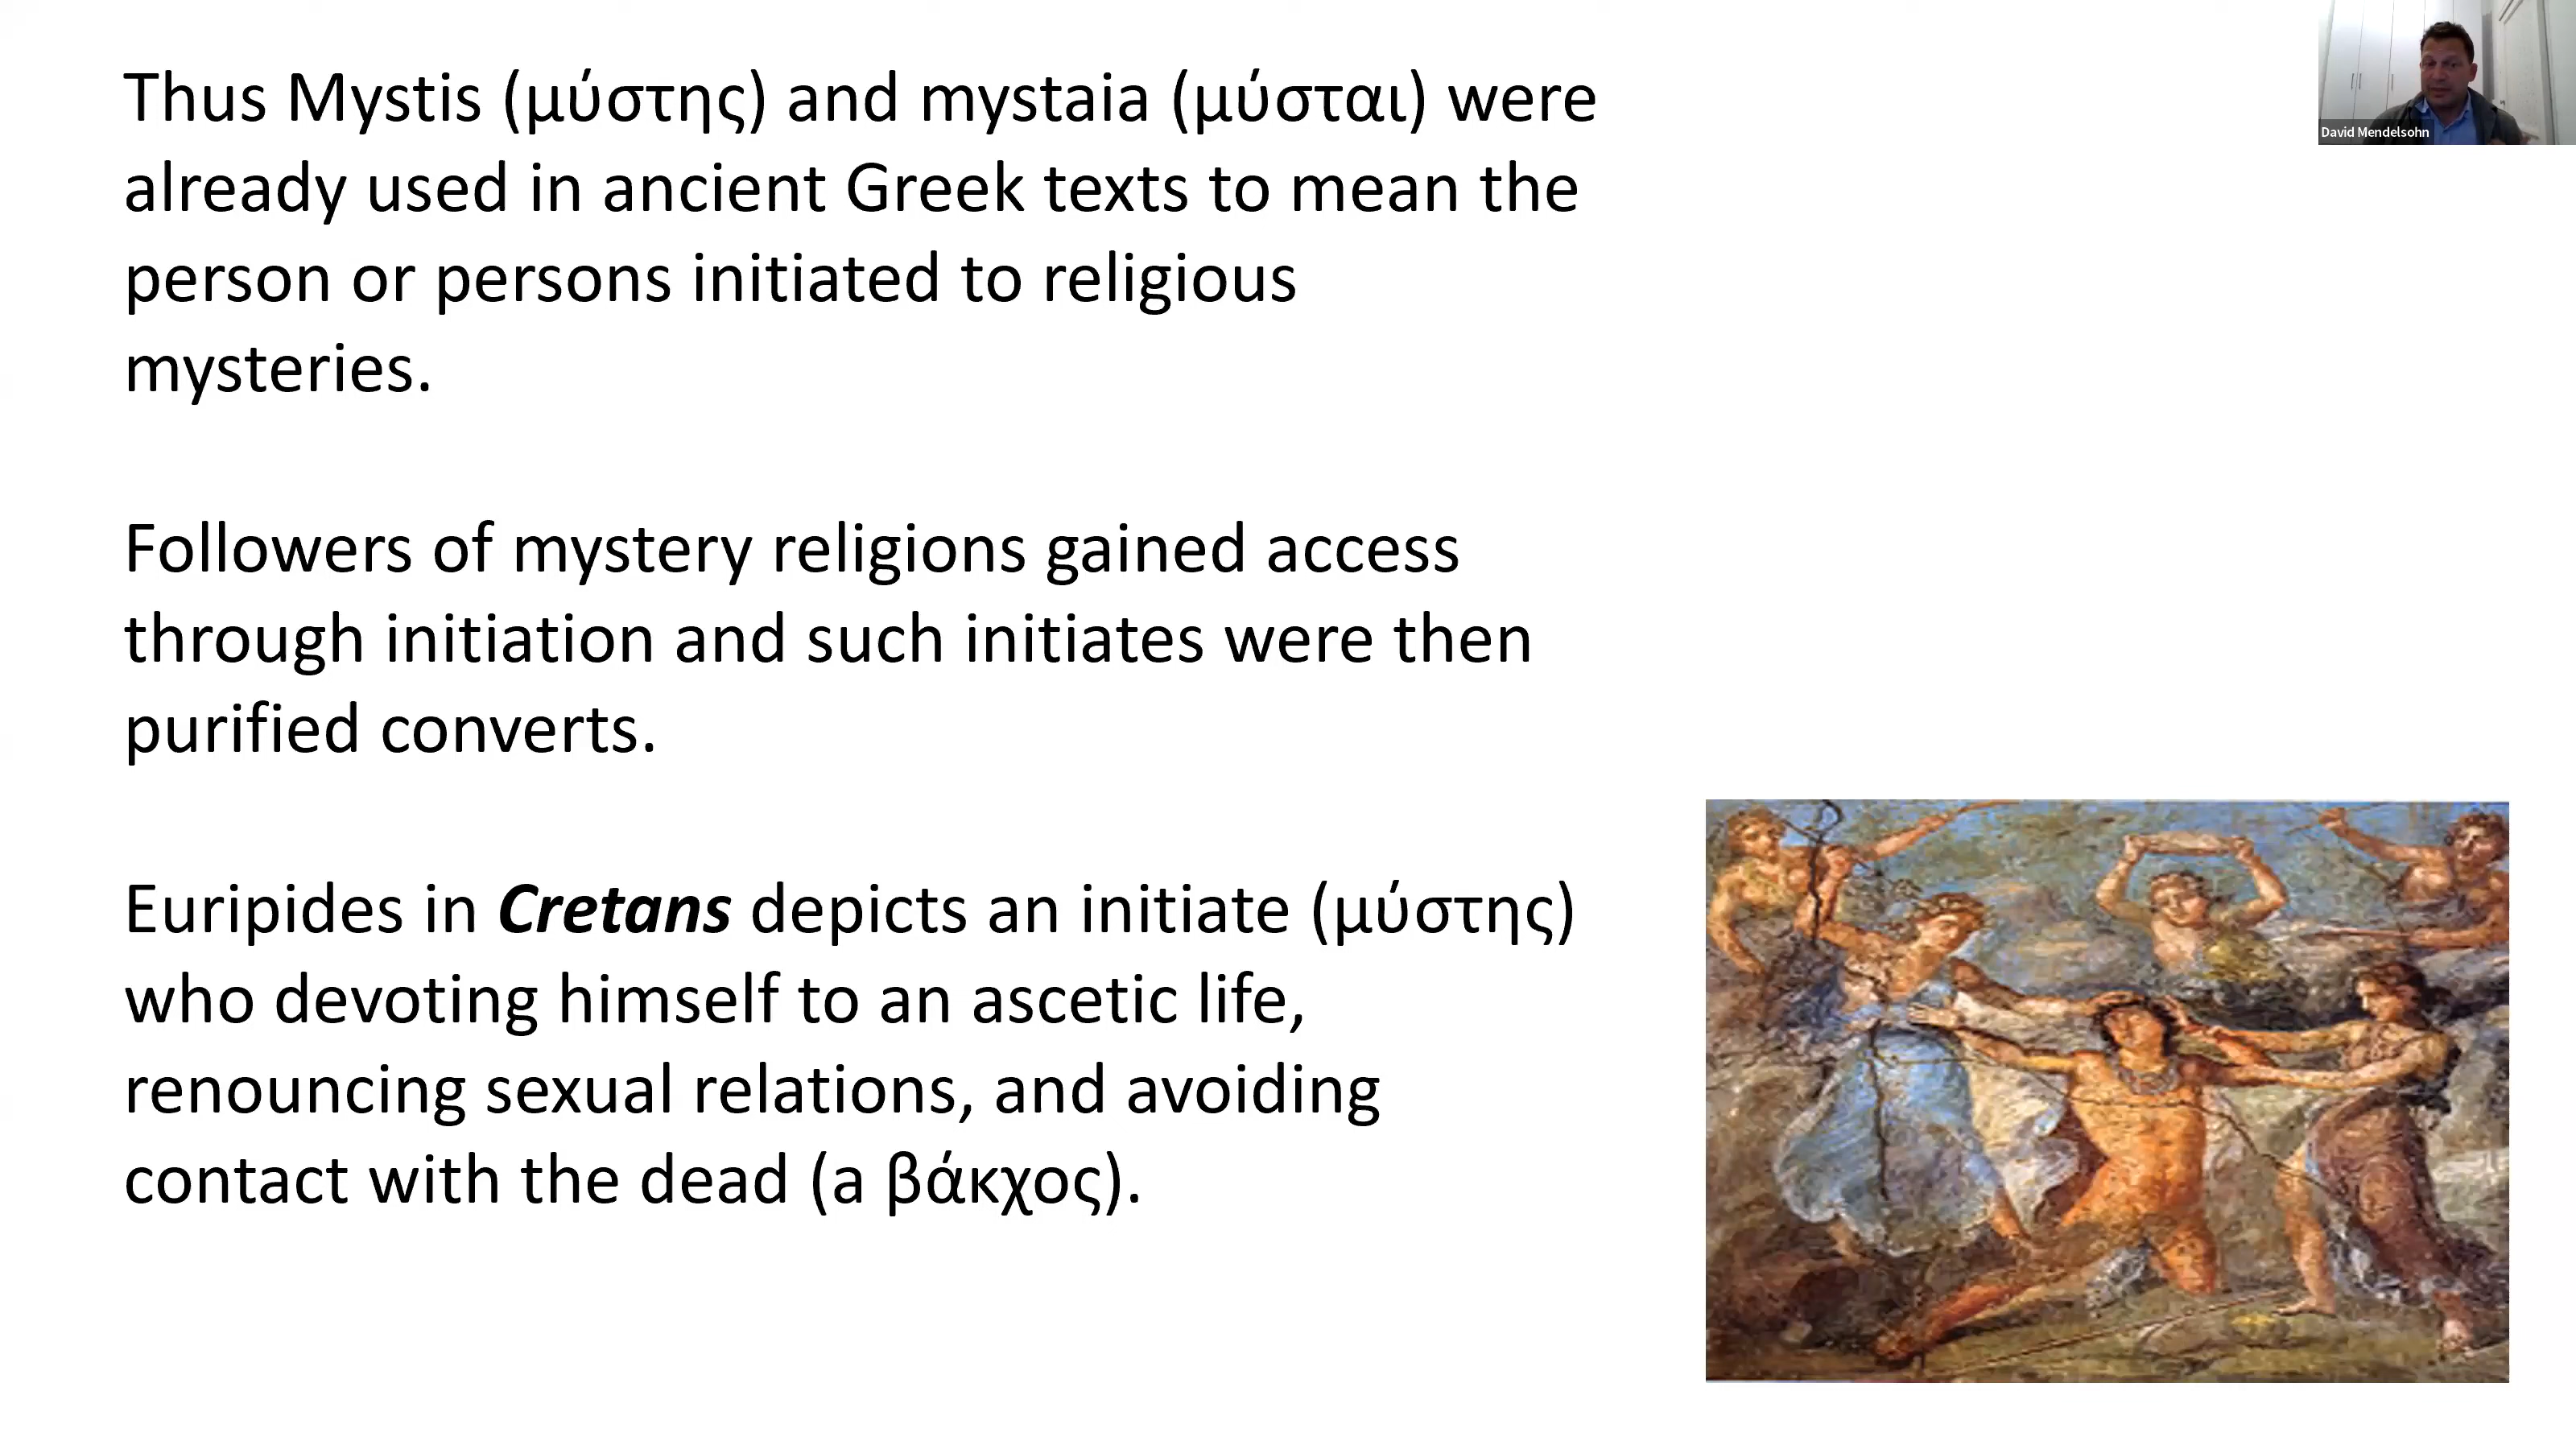 Thus Mystis (μύστης) and mystaia (μύσται) were
already used in ancient Greek texts to mean the
person or persons initiated to religious
mysteries.
Followers of mystery religions gained access
through initiation and such initiates were then
purified converts.
Euripides in Cretans depicts an initiate (μύστης)
who devoting himself to an ascetic life,
renouncing sexual relations, and avoiding
contact with the dead (a βάκχος).
David Mendelsohn